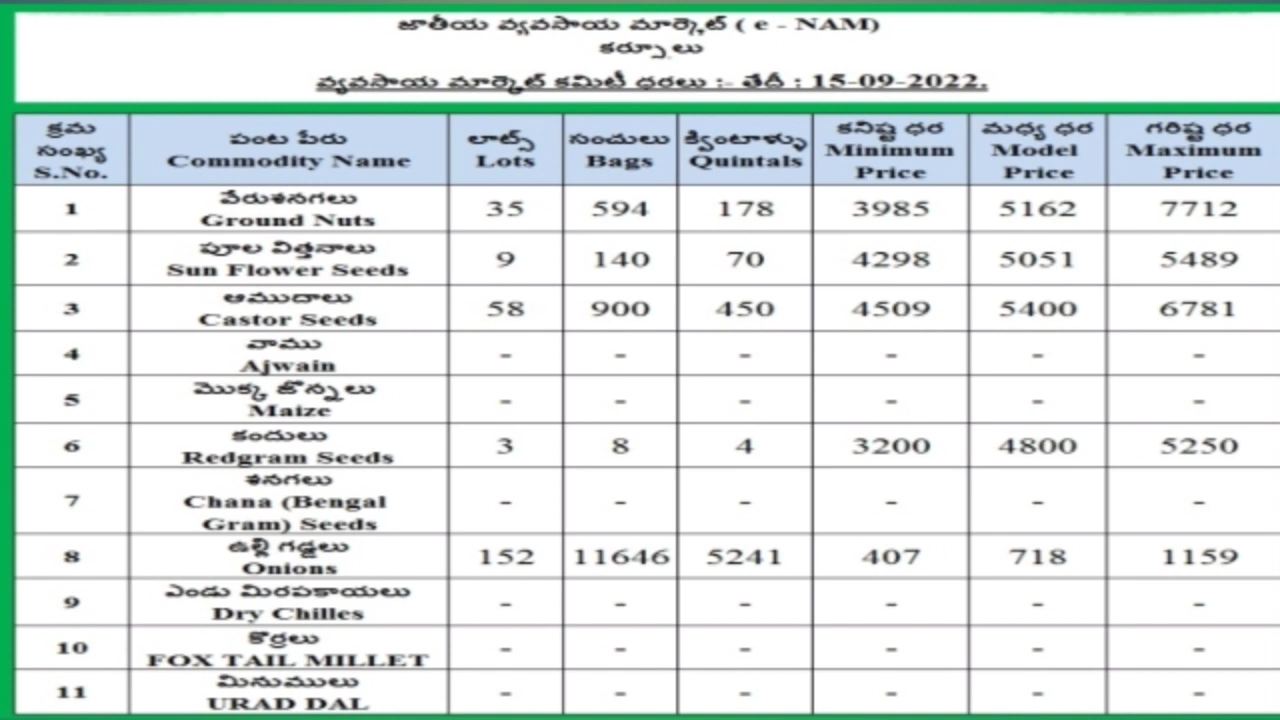 జాతీయ వ్యవసాయ మార్కెట్ ( e - NAM)
కర్నూలు
వ్యవసాయ మార్కెట్ కమిటీ ధరలు :- తేదీ : 15-09-2022.
క్రమ సంఖ్య S.No. పంట పేరు Commodity Name లాట్స్ Lots సంచులు Bags క్వింటాళ్ళు Quintals కనిష్ట ధర Minimum Price మధ్య ధర Model Price గరిష్ట ధర Maximum Price
1 వేరుశనగలు Ground Nuts 35 594 178 3985 5162 7712
2 పూల విత్తనాలు Sun Flower Seeds 9 140 70 4298 5051 5489
3 ఆముదాలు Castor Seeds 58 900 450 4509 5400 6781
4 వాము Ajwain - - - - - -
5 మొక్క జొన్నలు Maize - - - - - -
6 కందులు Redgram Seeds 3 8 4 3200 4800 5250
7 శనగలు Chana (Bengal Gram) Seeds - - - - - -
8 ఉల్లి గడ్డలు Onions 152 11646 5241 407 718 1159
9 ఎండు మిరపకాయలు Dry Chilles - - - - - -
10 కొర్రలు FOX TAIL MILLET - - - - - -
11 మినుములు URAD DAL - - - - - -